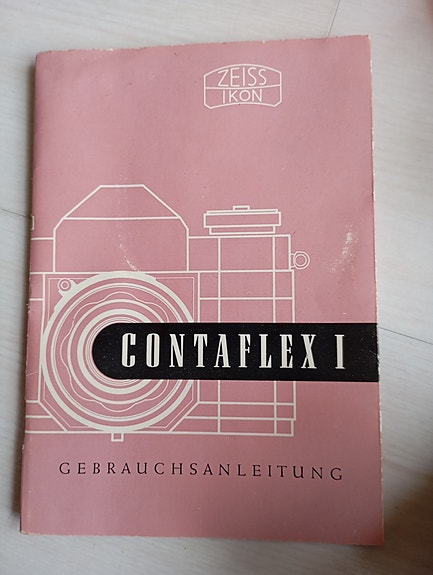 ZEISS
IKON
CONTAFLEX I
GEBRAUCHSANLEITUNG